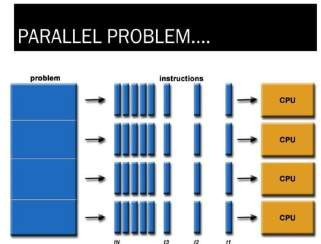 PARALLEL PROBLEM....
problem
instructions
CPU
CPU
CPU
CPU
tN t3 t2 t1